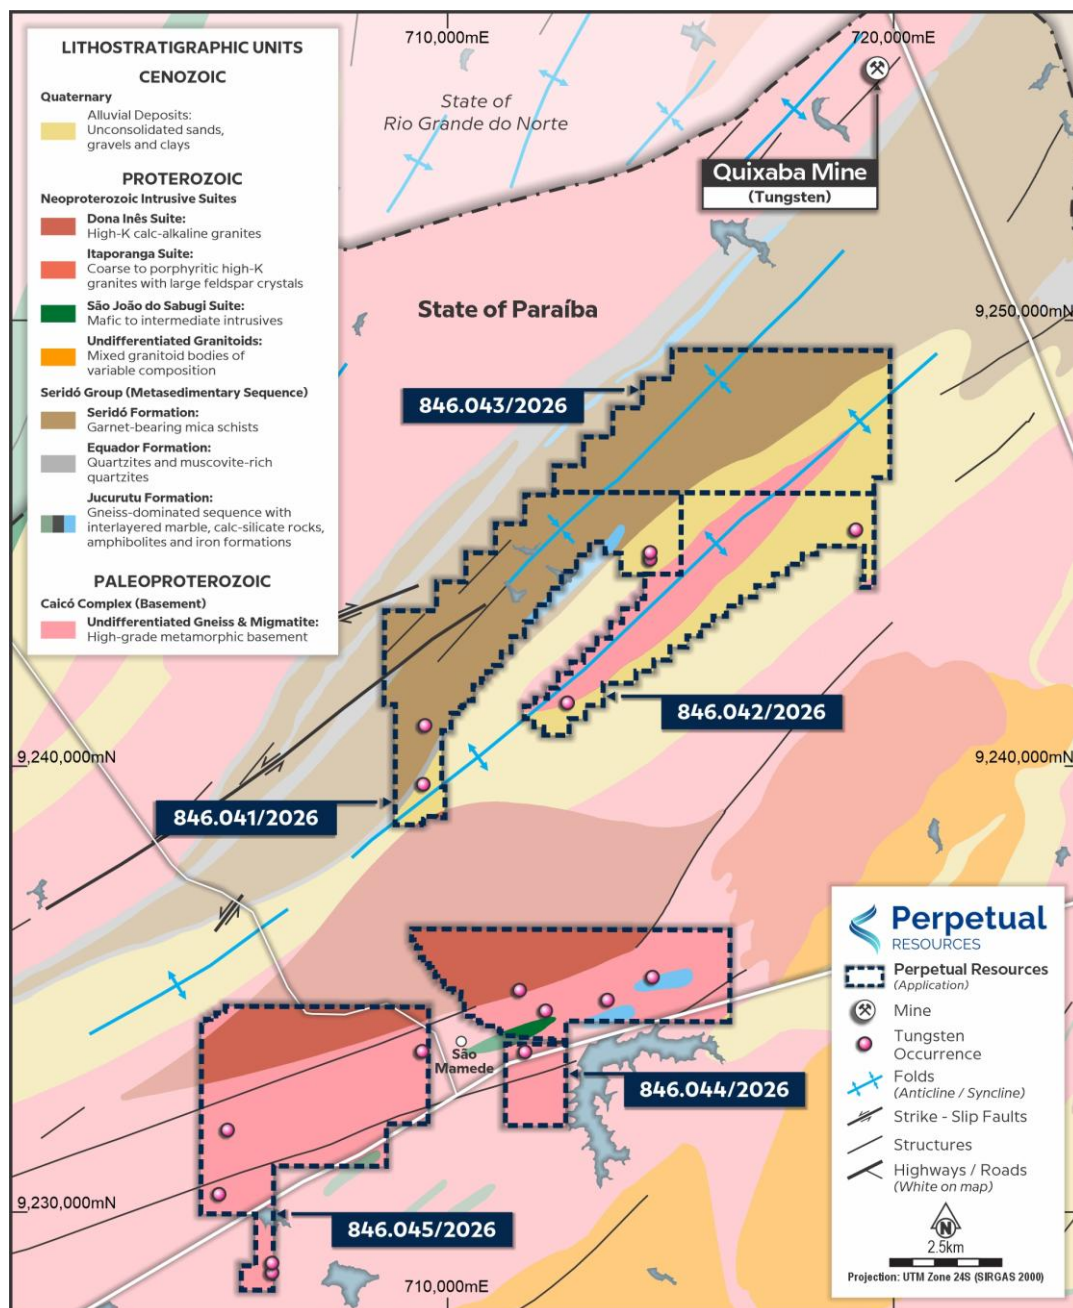 LITHOSTRATIGRAPHIC UNITS
CENOZOIC
Quaternary
Alluvial Deposits:
Unconsolidated sands,
gravels and clays
PROTEROZOIC
Neoproterozoic Intrusive Suites
Dona Inês Suite:
High-K calc-alkaline granites
Itaporanga Suite:
Coarse to porphyritic high-K
granites with large feldspar crystals
São João do Sabugi Suite:
Mafic to intermediate intrusives
Undifferentiated Granitoids:
Mixed granitoid bodies of
variable composition
Seridó Group (Metasedimentary Sequence)
Seridó Formation:
Garnet-bearing mica schists
Equador Formation:
Quartzites and muscovite-rich
quartzites
Jucurutu Formation:
Gneiss-dominated sequence with
interlayered marble, calc-silicate rocks,
amphibolites and iron formations
PALEOPROTEROZOIC
Caicó Complex (Basement)
Undifferentiated Gneiss & Migmatite:
High-grade metamorphic basement
710,000mE
720,000mE
State of
Rio Grande do Norte
Quixaba Mine
(Tungsten)
State of Paraíba
9,250,000mN
846.043/2026
846.042/2026
9,240,000mN
9,240,000mN
846.041/2026
São
Mamede
846.044/2026
9,230,000mN
846.045/2026
710,000mE
Perpetual
RESOURCES
Perpetual Resources
(Application)
Mine
Tungsten
Occurrence
Folds
(Anticline / Syncline)
Strike - Slip Faults
Structures
Highways / Roads
(White on map)
N
2.5km
Projection: UTM Zone 24S (SIRGAS 2000)